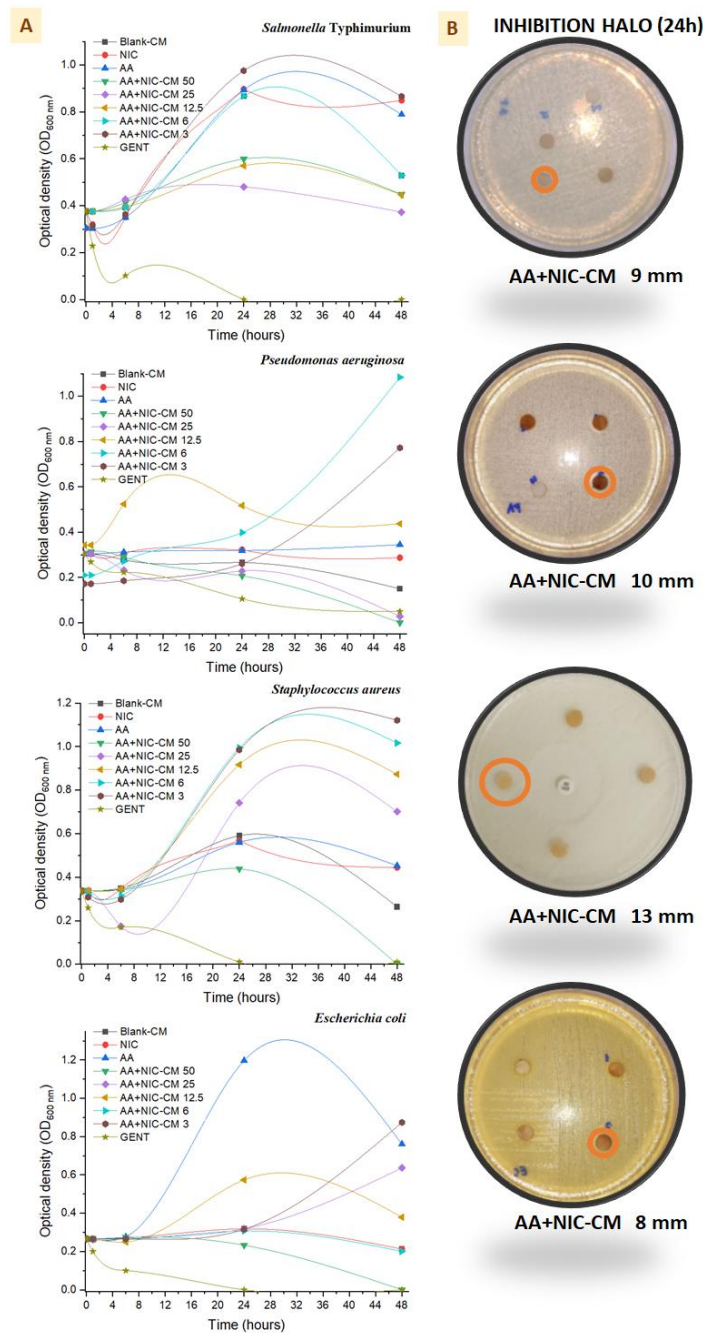 A
Salmonella Typhimurium
Blank-CM
NIC
AA
AA+NIC-CM 50
AA+NIC-CM 25
AA+NIC-CM 12.5
AA+NIC-CM 6
AA+NIC-CM 3
GENT
Optical density (OD600 nm)
1.0
0.8
0.6
0.4
0.2
0.0
0 4 8 12 16 20 24 28 32 36 40 44 48
Time (hours)
Pseudomonas aeruginosa
Blank-CM
NIC
AA
AA+NIC-CM 50
AA+NIC-CM 25
AA+NIC-CM 12.5
AA+NIC-CM 6
AA+NIC-CM 3
GENT
Optical density (OD600 nm)
1.0
0.8
0.6
0.4
0.2
0.0
0 4 8 12 16 20 24 28 32 36 40 44 48
Time (hours)
Staphylococcus aureus
Blank-CM
NIC
AA
AA+NIC-CM 50
AA+NIC-CM 25
AA+NIC-CM 12.5
AA+NIC-CM 6
AA+NIC-CM 3
GENT
Optical density (OD600 nm)
1.2
1.0
0.8
0.6
0.4
0.2
0.0
0 4 8 12 16 20 24 28 32 36 40 44 48
Time (hours)
Escherichia coli
Blank-CM
NIC
AA
AA+NIC-CM 50
AA+NIC-CM 25
AA+NIC-CM 12.5
AA+NIC-CM 6
AA+NIC-CM 3
GENT
Optical density (OD600 nm)
1.2
1.0
0.8
0.6
0.4
0.2
0.0
0 4 8 12 16 20 24 28 32 36 40 44 48
Time (hours)
B
INHIBITION HALO (24h)
AA+NIC-CM 9 mm
AA+NIC-CM 10 mm
AA+NIC-CM 13 mm
AA+NIC-CM 8 mm